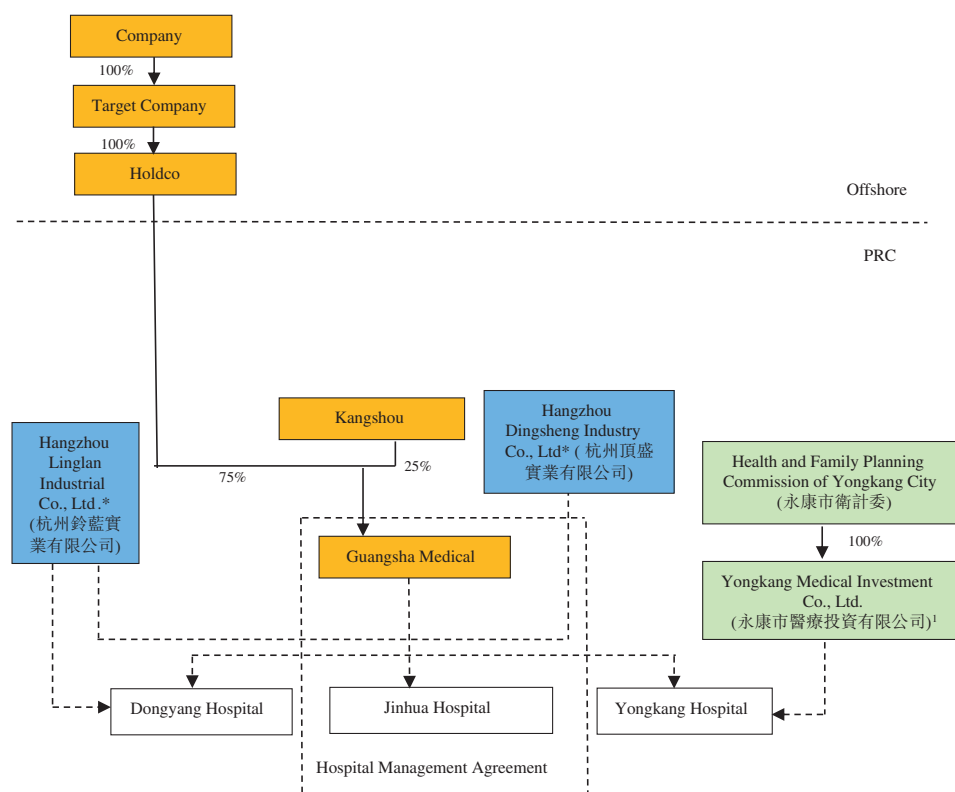 Company
100%
Target Company
100%
Holdco
Offshore
PRC
Hangzhou
Linglan
Industrial
Co., Ltd .*
(杭州鈴藍實
業有限公司)
Kangshou
75%
25%
Hangzhou
Dingsheng Industry
Co., Ltd* ( 杭州頂盛
實業有限公司)
Health and Family Planning
Commission of Yongkang City
(永康市衛計委)
100%
Guangsha Medical
Yongkang Medical Investment
Co., Ltd.
(永康市醫療投資有限公司)1
Dongyang Hospital
Jinhua Hospital
Yongkang Hospital
Hospital Management Agreement